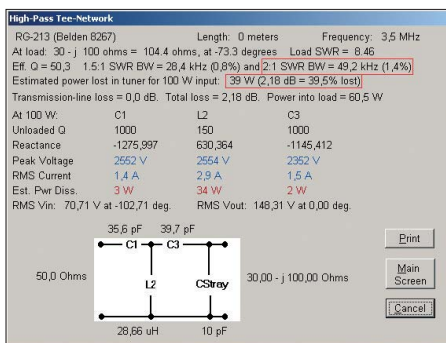 High-Pass Tee-Network
RG-213 (Belden 8267) Length: 0 meters Frequency: 3,5 MHz
At load: 30 - j 100 ohms = 104.4 ohms, at -73.3 degrees Load SWR = 8.46
Eff. Q = 50,3 1.5:1 SWR BW = 28,4 kHz (0,8%) and 2:1 SWR BW = 49,2 kHz (1,4%)
Estimated power lost in tuner for 100 W input: 39 W (2,18 dB = 39,5% lost)
Transmission-line loss = 0,0 dB. Total loss = 2,18 dB. Power into load = 60,5 W
At 100 W: C1 L2 C3
Unloaded Q 1000 150 1000
Reactance -1275,997 630,364 -1145,412
Peak Voltage 2552 V 2554 V 2352 V
RMS Current 1,4 A 2,9 A 1,5 A
Est. Pwr Diss. 3 W 34 W 2 W
RMS Vin: 70,71 V at -102,71 deg. RMS Vout: 148,31 V at 0,00 deg.
35,6 pF 39,7 pF
C1 C3
50,0 Ohms L2 CStray 30,00 - j 100,00 Ohms
28,66 uH 10 pF
Print
Main
Screen
Cancel